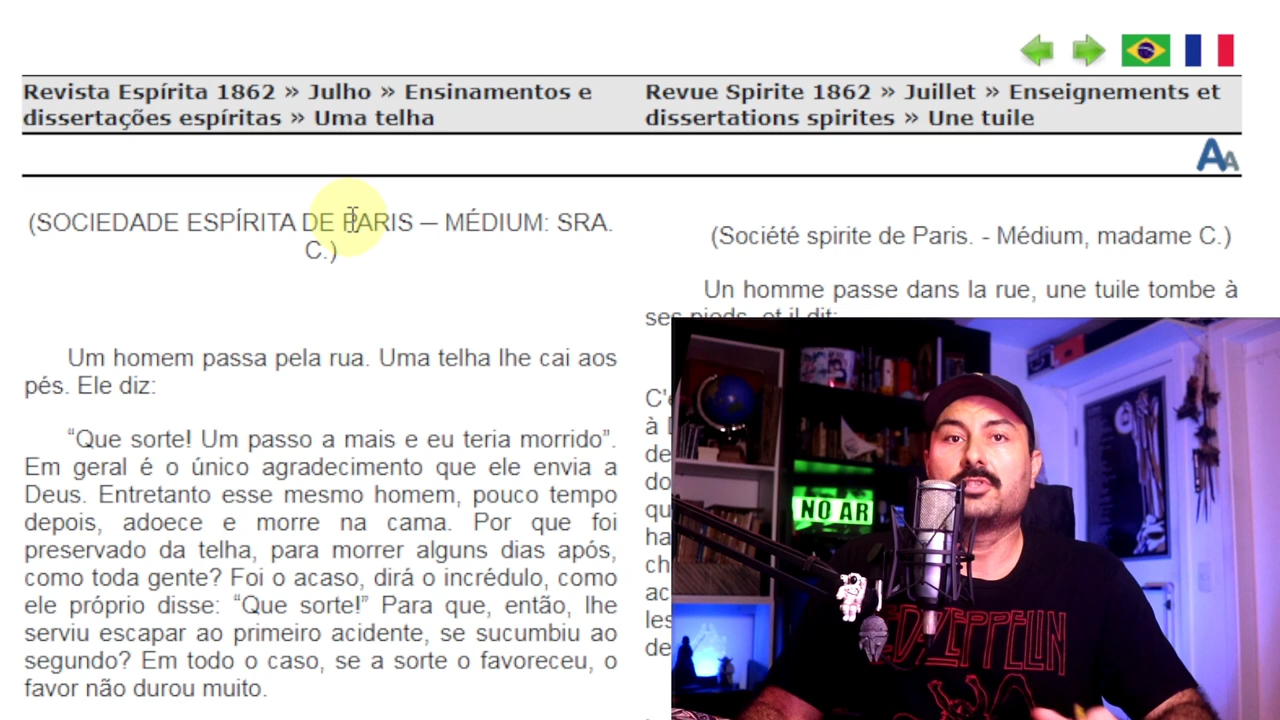 Revista Espírita 1862 » Julho » Ensinamentos e
dissertações espíritas » Uma telha
Revue Spirite 1862 » Juillet » Enseignements et
dissertations spirites » Une tuile
AA
(SOCIEDADE ESPÍRITA DE PARIS ─ MÉDIUM: SRA.
C.)
Um homem passa pela rua. Uma telha lhe cai aos
pés. Ele diz:
“Que sorte! Um passo a mais e eu teria morrido”.
Em geral é o único agradecimento que ele envia a
Deus. Entretanto esse mesmo homem, pouco tempo
depois, adoece e morre na cama. Por que foi
preservado da telha, para morrer alguns dias após,
como toda gente? Foi o acaso, dirá o incrédulo, como
ele próprio disse: “Que sorte!” Para que, então, lhe
serviu escapar ao primeiro acidente, se sucumbiu ao
segundo? Em todo o caso, se a sorte o favoreceu, o
favor não durou muito.
(Société spirite de Paris. - Médium, madame C.)
Un homme passe dans la rue, une tuile tombe à
ses pieds, et il dit:
NO AR
LED ZEPPELIN